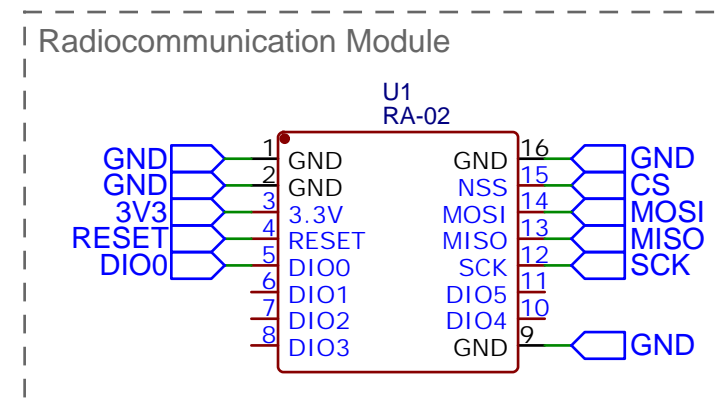 Radiocommunication Module
U1
RA-02
GND 1 GND GND 16 GND
GND 2 GND NSS 15 CS
3V3 3 3.3V MOSI 14 MOSI
RESET 4 RESET MISO 13 MISO
DIO0 5 DIO0 SCK 12 SCK
6 DIO1 DIO5 11
7 DIO2 DIO4 10
8 DIO3 GND 9 GND